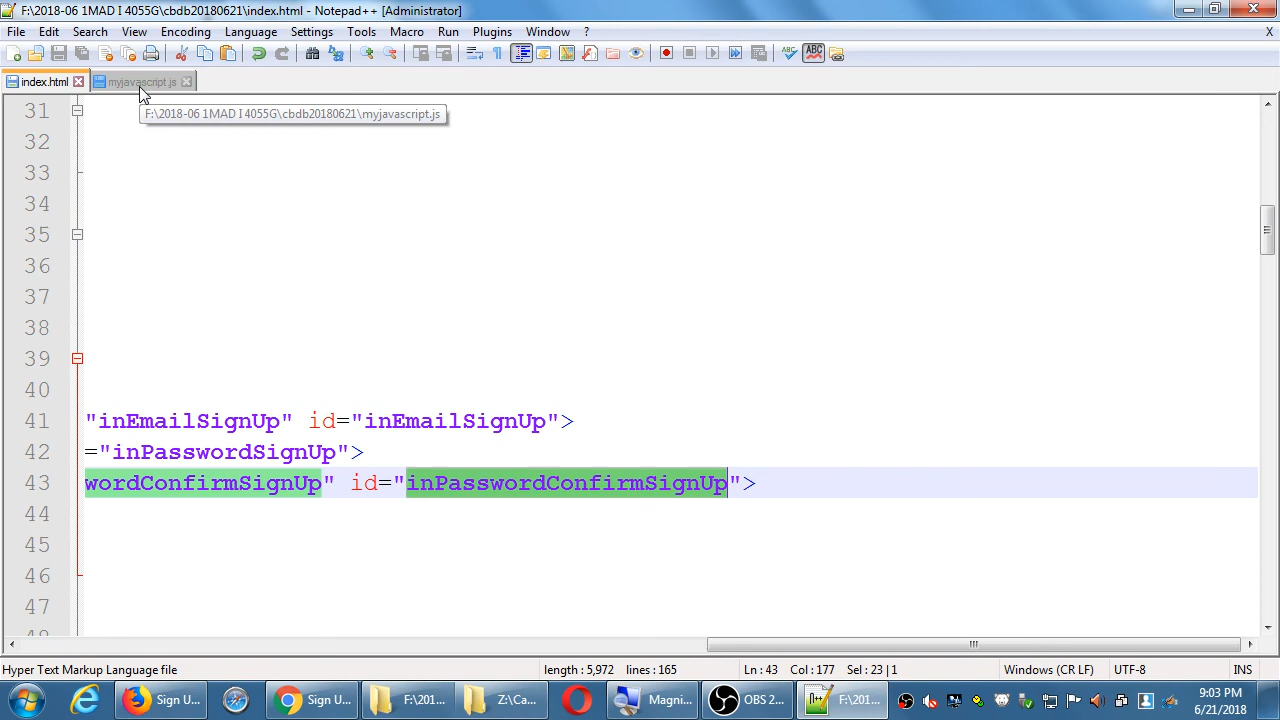 F:\2018-06 1MAD I 4055G\cbdb20180621\index.html - Notepad++ [Administrator]
File Edit Search View Encoding Language Settings Tools Macro Run Plugins Window ? X
index.html myjavascript.js
F:\2018-06 1MAD I 4055G\cbdb20180621\myjavascript.js
31
32
33
34
35
36
37
38
39
40
41 "inEmailSignUp" id="inEmailSignUp">
42 ="inPasswordSignUp">
43 wordConfirmSignUp" id="inPasswordConfirmSignUp">
44
45
46
47
48
Hyper Text Markup Language file length : 5,972 lines : 165 Ln : 43 Col : 177 Sel : 23 | 1 Windows (CR LF) UTF-8 INS
Sign U... Sign U... F:\201... Z:\Ca... Magni... OBS 2... F:\201... 9:03 PM
6/21/2018